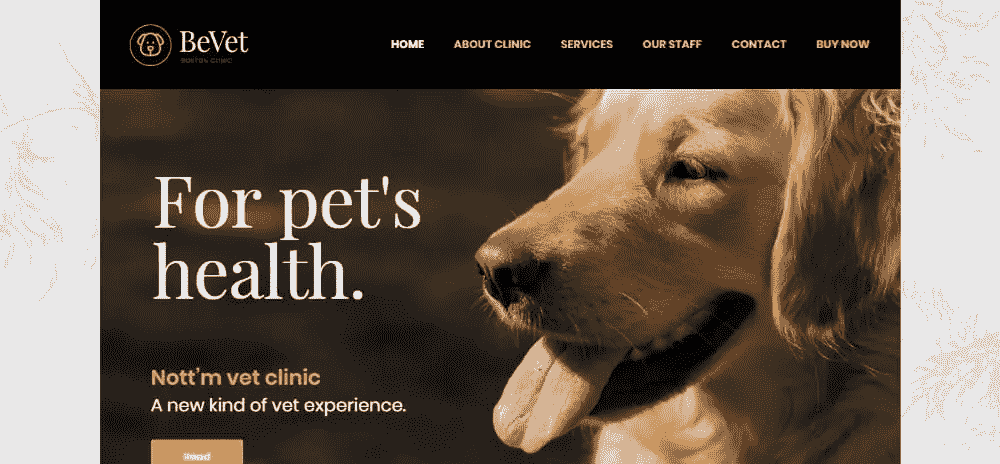 BeVet
BOSTON CLINIC
HOME ABOUT CLINIC SERVICES OUR STAFF CONTACT BUY NOW
For pet's
health.
Nott'm vet clinic
A new kind of vet experience.